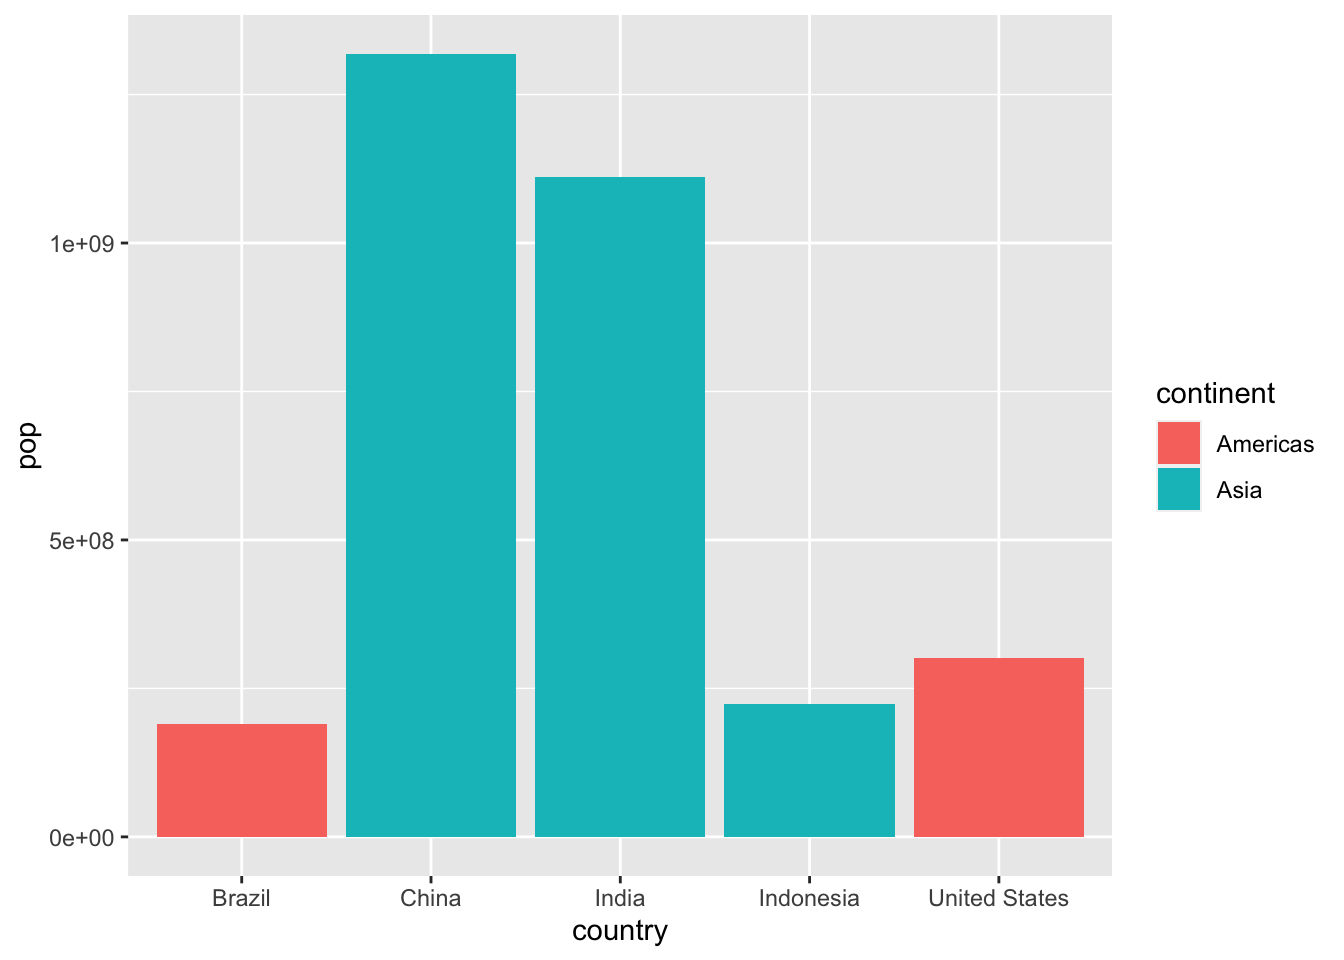 pop
1e+09
5e+08
0e+00
Brazil China India Indonesia United States
country
continent
Americas
Asia